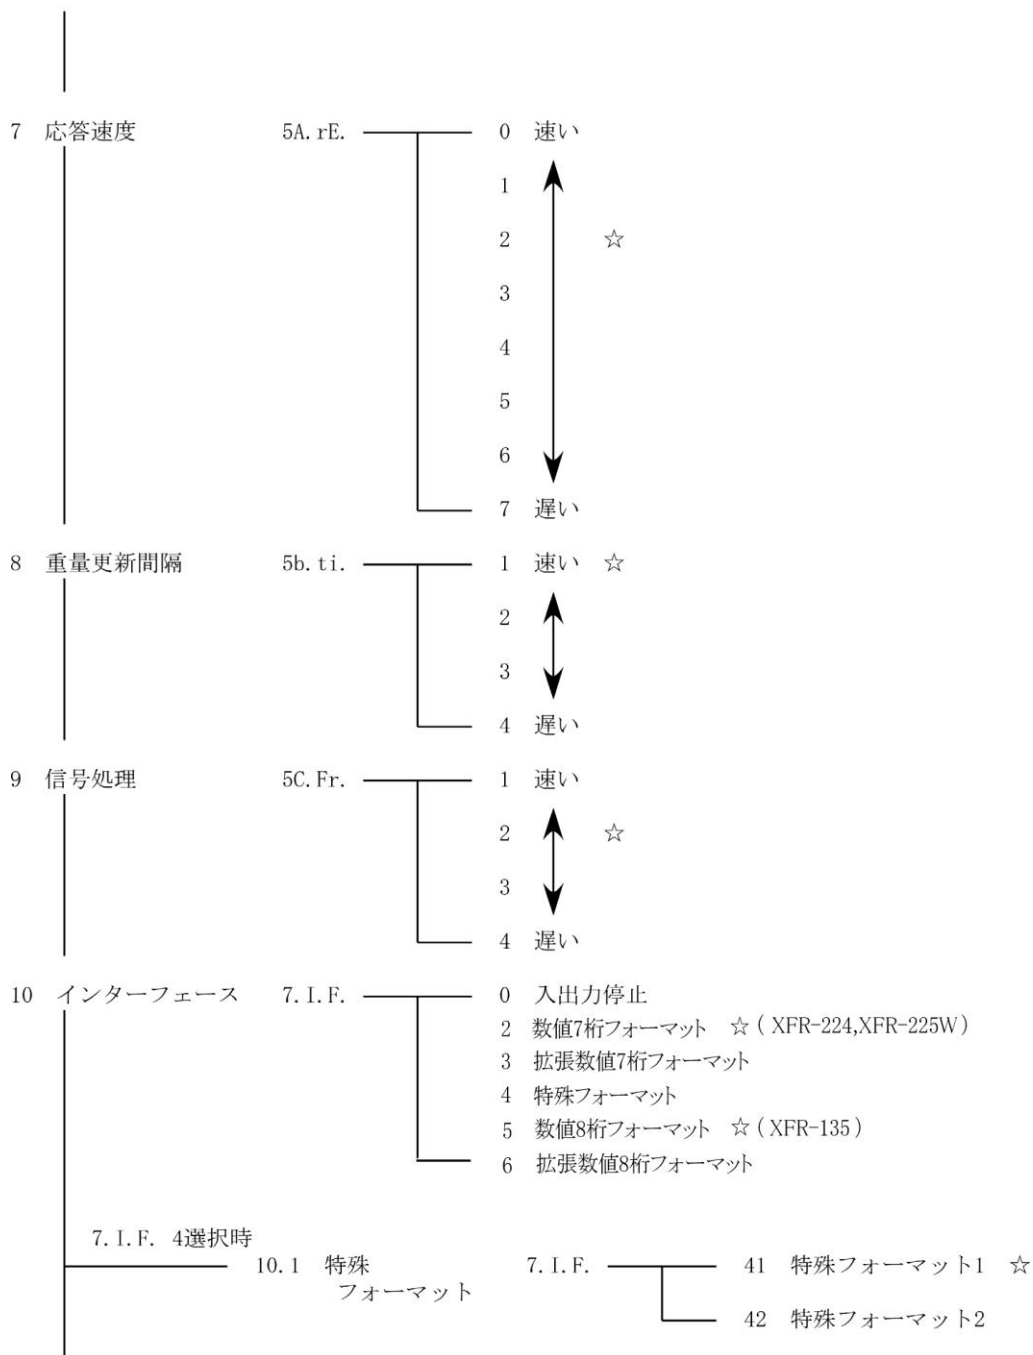 7 応答速度 5A.rE. 0 速い
1
2 ☆
3
4
5
6
7 遅い
8 重量更新間隔 5b.ti. 1 速い ☆
2
3
4 遅い
9 信号処理 5C.Fr. 1 速い
2 ☆
3
4 遅い
10 インターフェース 7.I.F. 0 入出力停止
2 数値7桁フォーマット ☆(XFR-224,XFR-225W)
3 拡張数値7桁フォーマット
4 特殊フォーマット
5 数値8桁フォーマット ☆(XFR-135)
6 拡張数値8桁フォーマット
7.I.F. 4選択時
10.1 特殊 7.I.F. 41 特殊フォーマット1 ☆
フォーマット
42 特殊フォーマット2